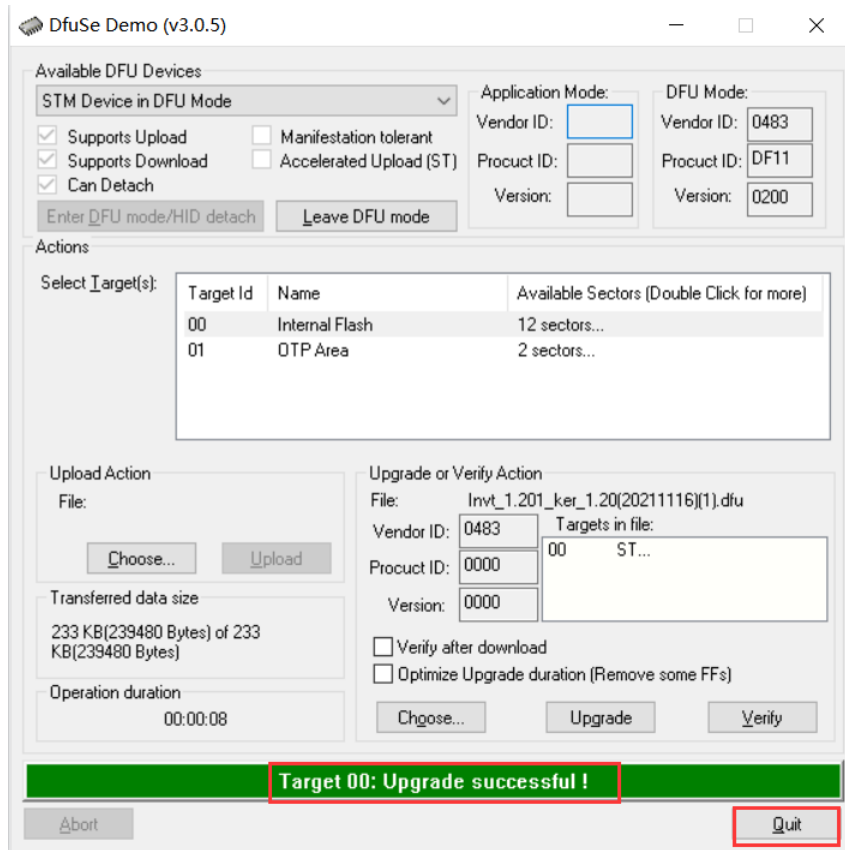 DfuSe Demo (v3.0.5)
Available DFU Devices
STM Device in DFU Mode
Supports Upload
Manifestation tolerant
Supports Download
Accelerated Upload (ST)
Can Detach
Enter DFU mode/HID detach
Leave DFU mode
Application Mode:
Vendor ID:
Procuct ID:
Version:
DFU Mode:
Vendor ID: 0483
Procuct ID: DF11
Version: 0200
Actions
Select Target(s):
Target Id Name Available Sectors (Double Click for more)
00 Internal Flash 12 sectors...
01 OTP Area 2 sectors...
Upload Action
File:
Choose... Upload
Transferred data size
233 KB(239480 Bytes) of 233
KB(239480 Bytes)
Operation duration
00:00:08
Upgrade or Verify Action
File: Invt_1.201_ker_1.20(20211116)(1).dfu
Vendor ID: 0483
Procuct ID: 0000
Version: 0000
Targets in file:
00 ST...
Verify after download
Optimize Upgrade duration (Remove some FFs)
Choose... Upgrade Verify
Target 00: Upgrade successful !
Abort Quit